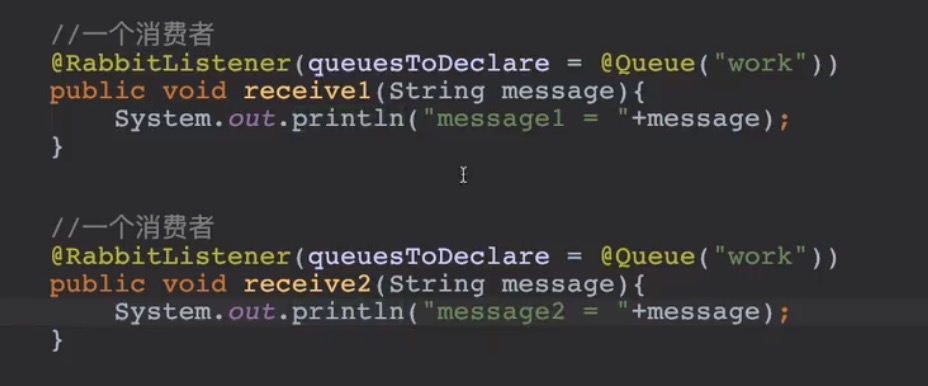 //一个消费者
@RabbitListener(queuesToDeclare = @Queue("work"))
public void receive1(String message){
    System.out.println("message1 = "+message);
}
//一个消费者
@RabbitListener(queuesToDeclare = @Queue("work"))
public void receive2(String message){
    System.out.println("message2 = "+message);
}